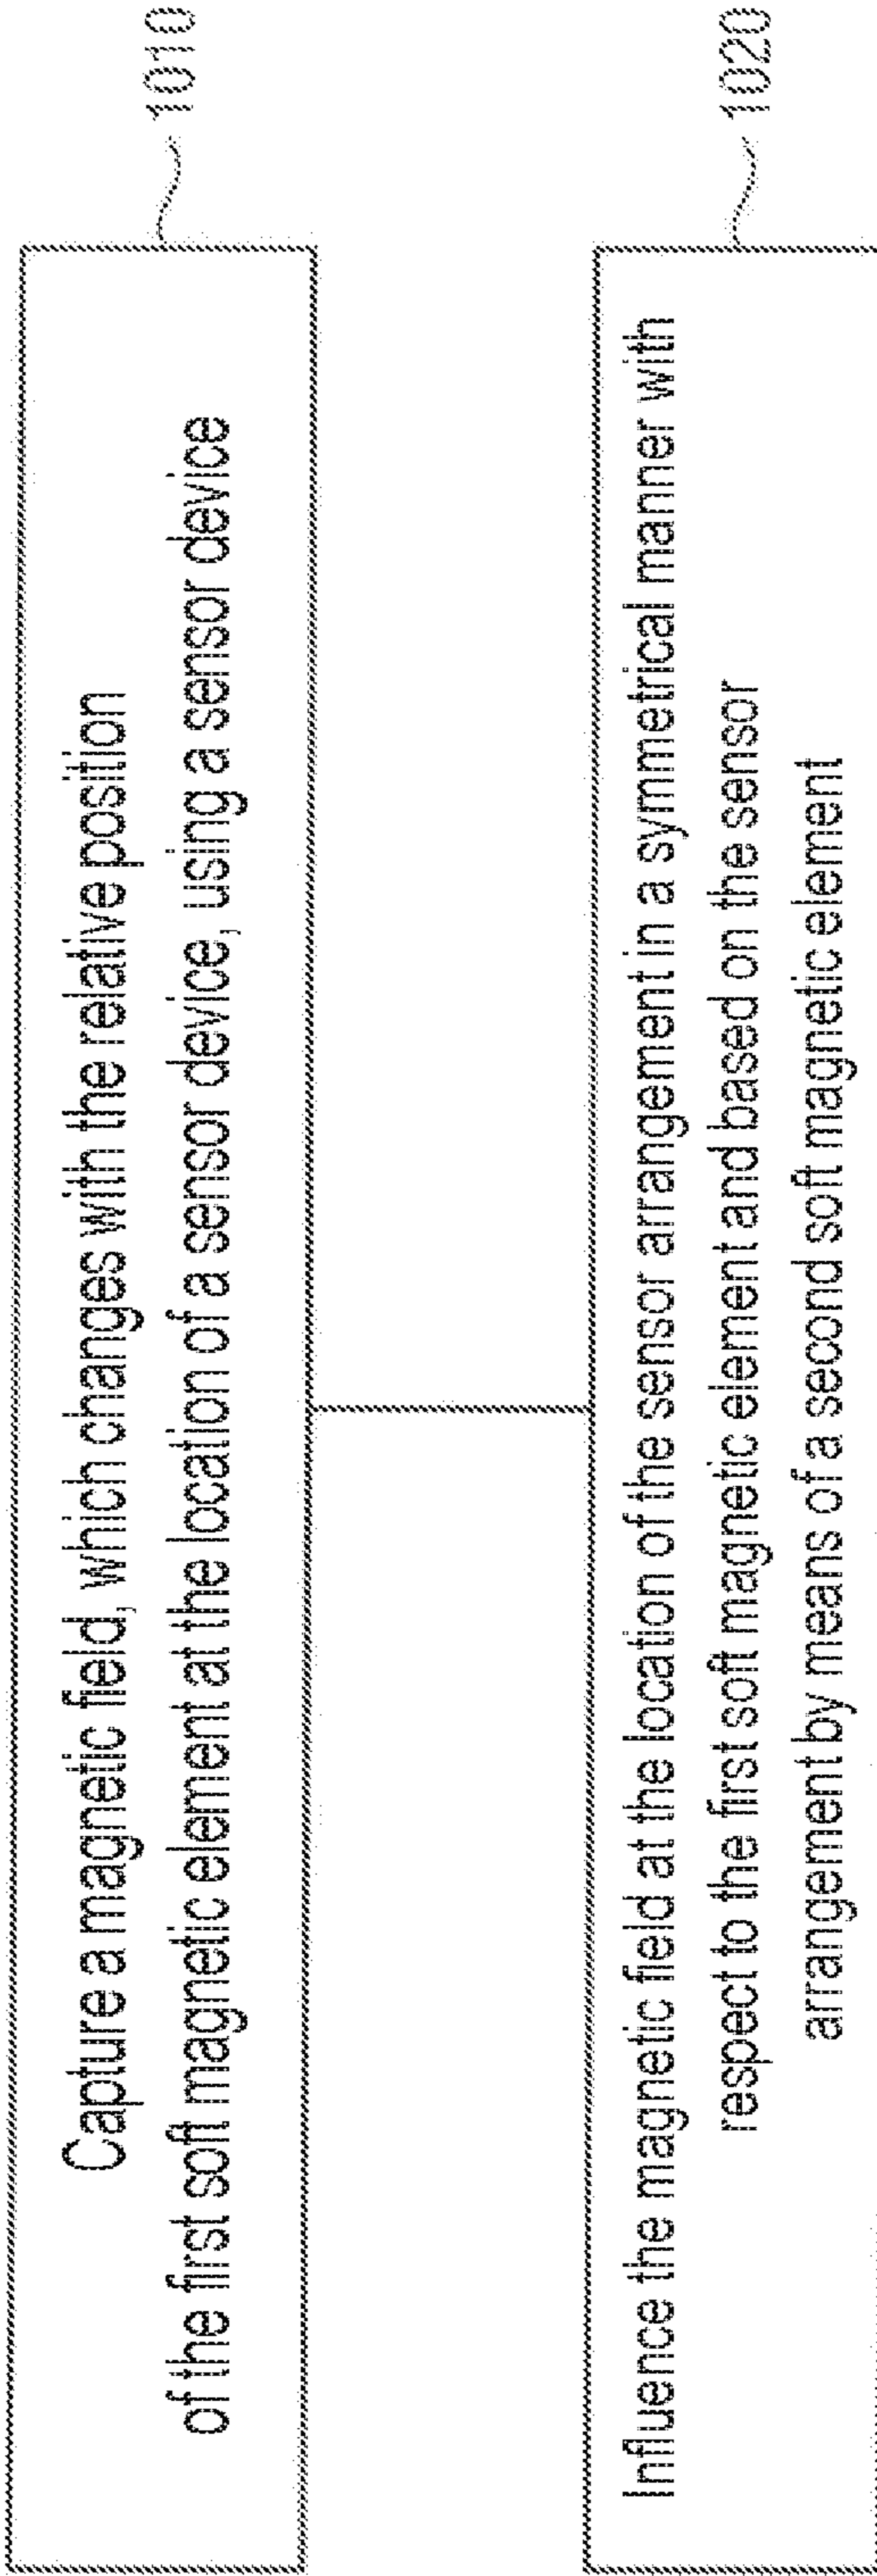 Capture a magnetic field, which changes with the relative position
of the first soft magnetic element at the location of a sensor device, using a sensor device
1010
Influence the magnetic field at the location of the sensor arrangement in a symmetrical manner with
respect to the first soft magnetic element and based on the sensor
arrangement by means of a second soft magnetic element
1020